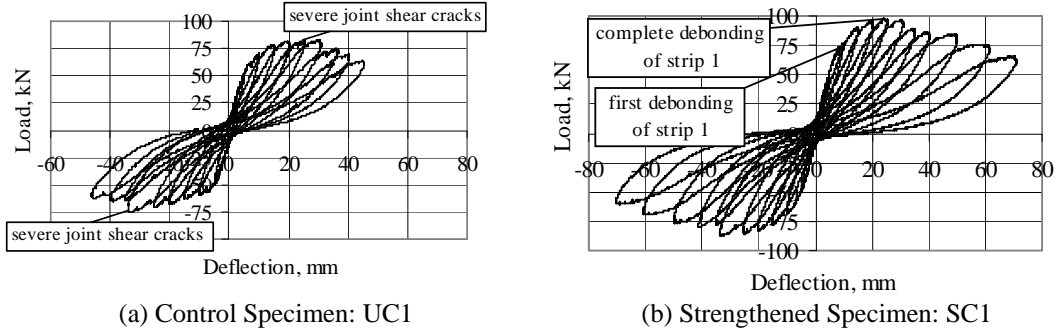 severe joint shear cracks
100
75
50
25
0
-60 -40 -20 0 20 40 60
-75
Load, kN
severe joint shear cracks
Deflection, mm
(a) Control Specimen: UC1
complete debonding
of strip 1
first debonding
of strip 1
100
75
50
25
0
-80 -60 -40 -20 0 20 40 60 80
-75
-100
Load, kN
Deflection, mm
(b) Strengthened Specimen: SC1